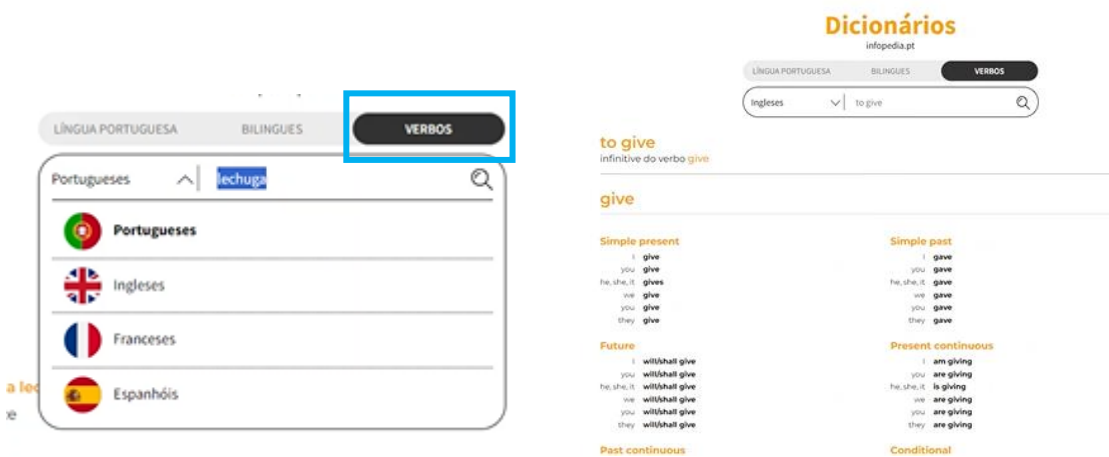 LÍNGUA PORTUGUESA BILINGUES VERBOS
Portugueses lechuga
Portugueses
Ingleses
Franceses
Espanhóis
a lec
Dicionários
infopedia.pt
LÍNGUA PORTUGUESA BILINGUES VERBOS
Ingleses to give
to give
infinitive do verbo give
give
Simple present
I give
you give
he, she, it gives
we give
you give
they give
Simple past
I gave
you gave
he, she, it gave
we gave
you gave
they gave
Future
I will/shall give
you will/shall give
he, she, it will/shall give
we will/shall give
you will/shall give
they will/shall give
Present continuous
I am giving
you are giving
he, she, it is giving
we are giving
you are giving
they are giving
Past continuous
Conditional